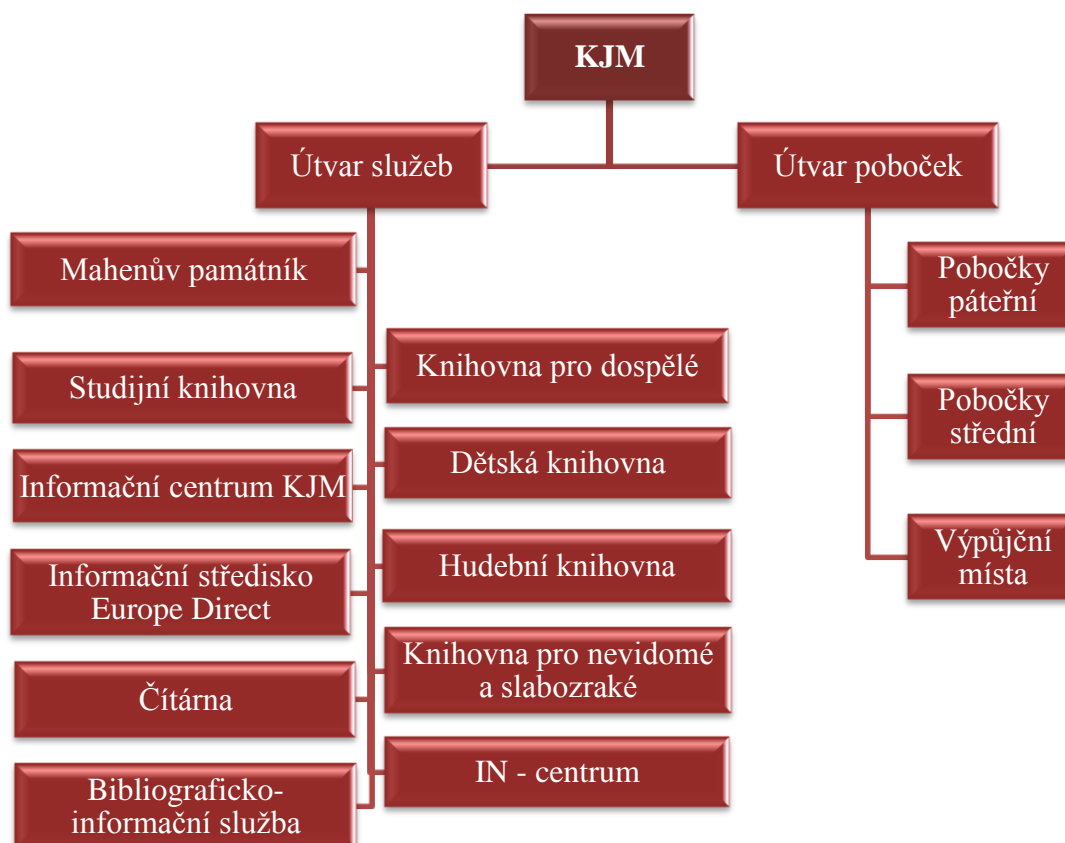 KJM
Útvar služeb
Útvar poboček
Mahenův památník
Studijní knihovna
Informační centrum KJM
Informační středisko
Europe Direct
Čítárna
Bibliograficko-
informační služba
Knihovna pro dospělé
Dětská knihovna
Hudební knihovna
Knihovna pro nevidomé
a slabozraké
IN - centrum
Pobočky
páteřní
Pobočky
střední
Výpůjční
místa